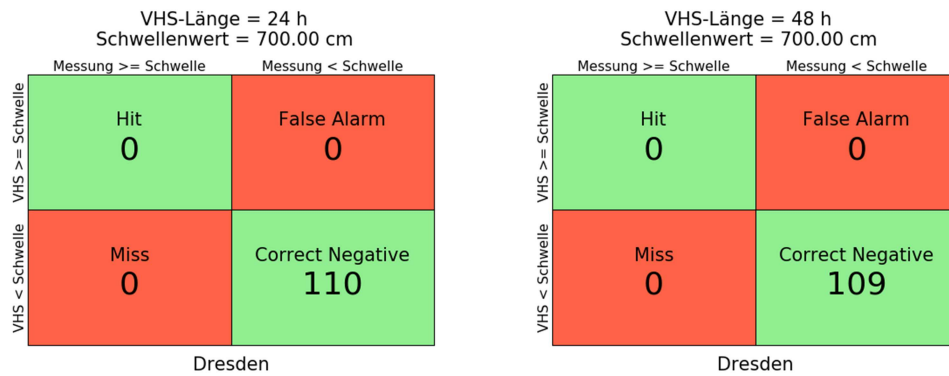 VHS-Länge = 24 h
Schwellenwert = 700.00 cm
Messung >= Schwelle
Messung < Schwelle
VHS >= Schwelle
Hit
0
False Alarm
0
VHS < Schwelle
Miss
0
Correct Negative
110
Dresden
VHS-Länge = 48 h
Schwellenwert = 700.00 cm
Messung >= Schwelle
Messung < Schwelle
VHS >= Schwelle
Hit
0
False Alarm
0
VHS < Schwelle
Miss
0
Correct Negative
109
Dresden